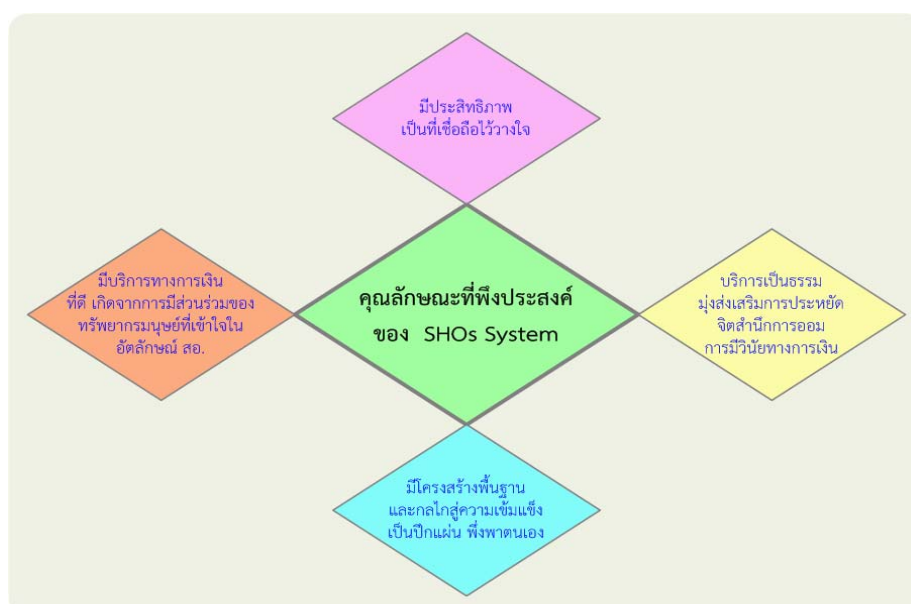 มีประสิทธิภาพ
เป็นที่เชื่อถือไว้วางใจ
มีบริการทางการเงิน
ที่ดี เกิดจากการมีส่วนร่วมของ
ทรัพยากรมนุษย์ที่เข้าใจใน
อัตลักษณ์ สอ.
คุณลักษณะที่พึงประสงค์
ของ SHOs System
บริการเป็นธรรม
มุ่งส่งเสริมการประหยัด
จิตสำนึกการออม
การมีวินัยทางการเงิน
มีโครงสร้างพื้นฐาน
และกลไกสู่ความเข้มแข็ง
เป็นปึกแผ่น พึ่งพาตนเอง